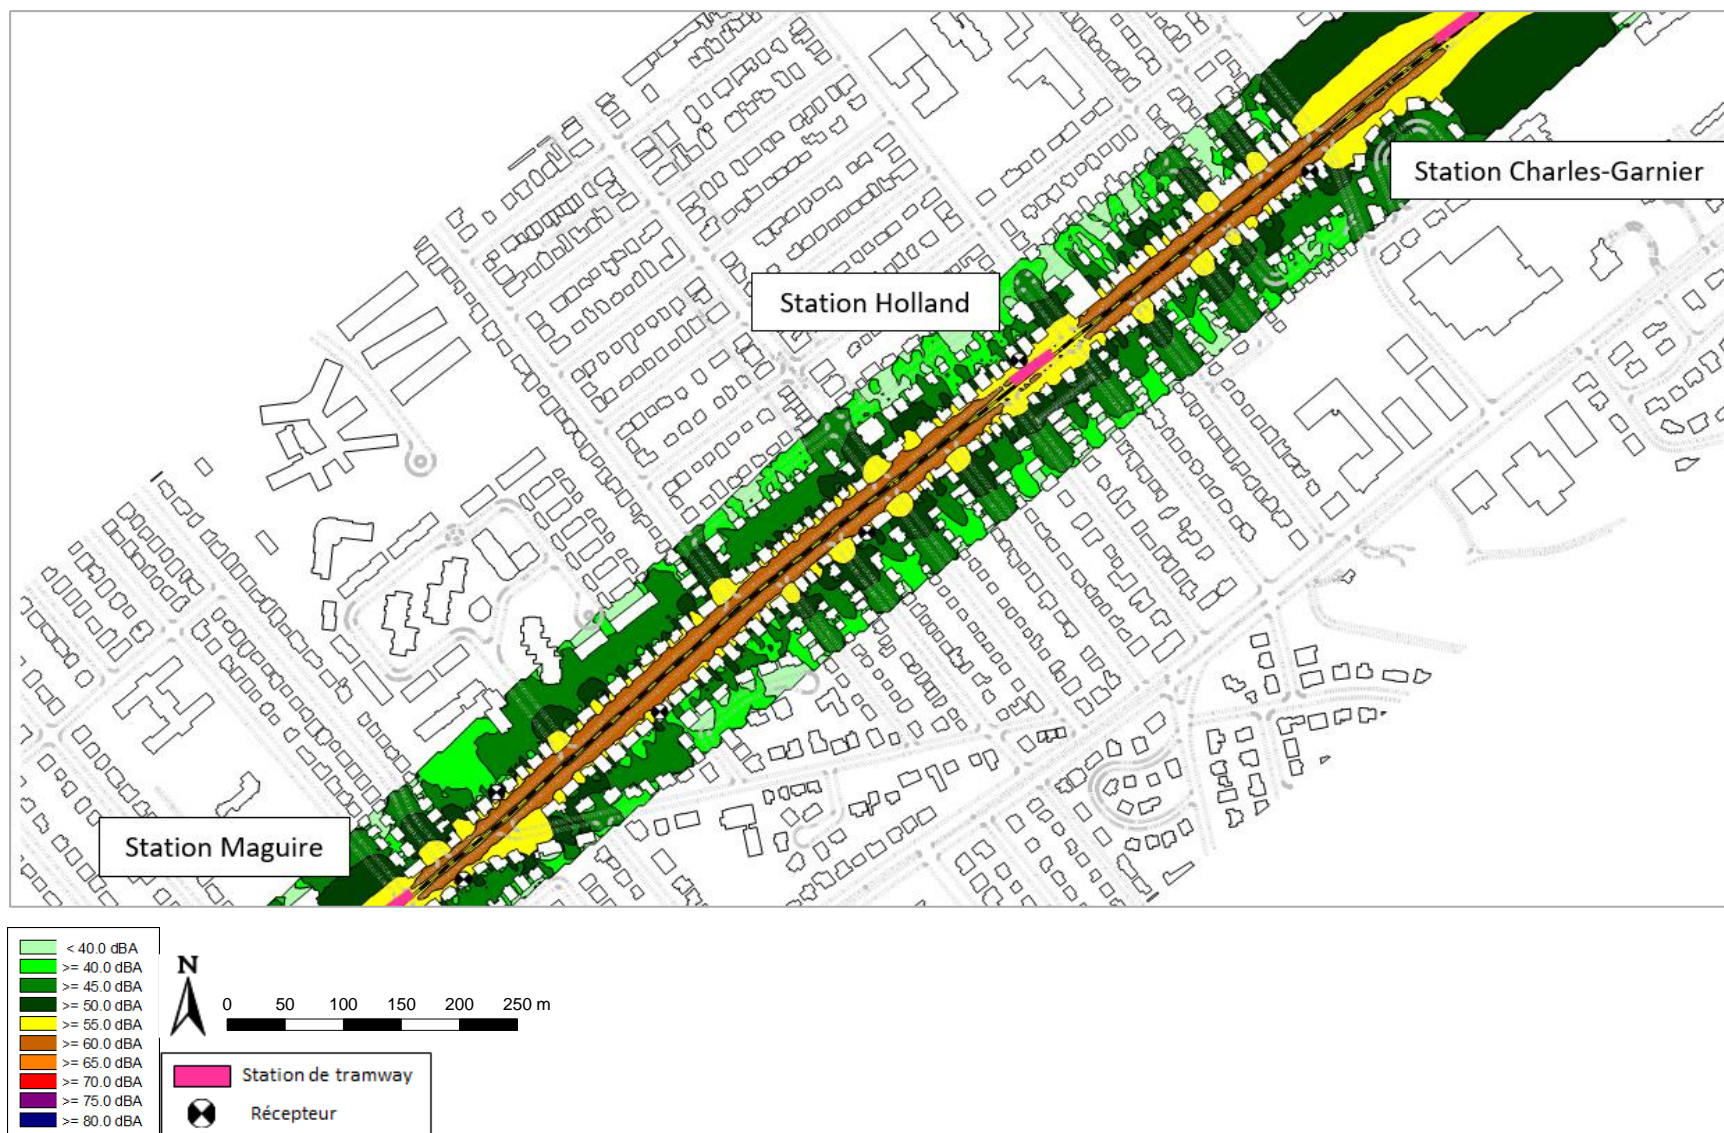 Station Charles-Garnier
Station Holland
Station Maguire
< 40.0 dBA
>= 40.0 dBA
>= 45.0 dBA
>= 50.0 dBA
>= 55.0 dBA
>= 60.0 dBA
>= 65.0 dBA
>= 70.0 dBA
>= 75.0 dBA
>= 80.0 dBA
N
0 50 100 150 200 250 m
Station de tramway
Récepteur